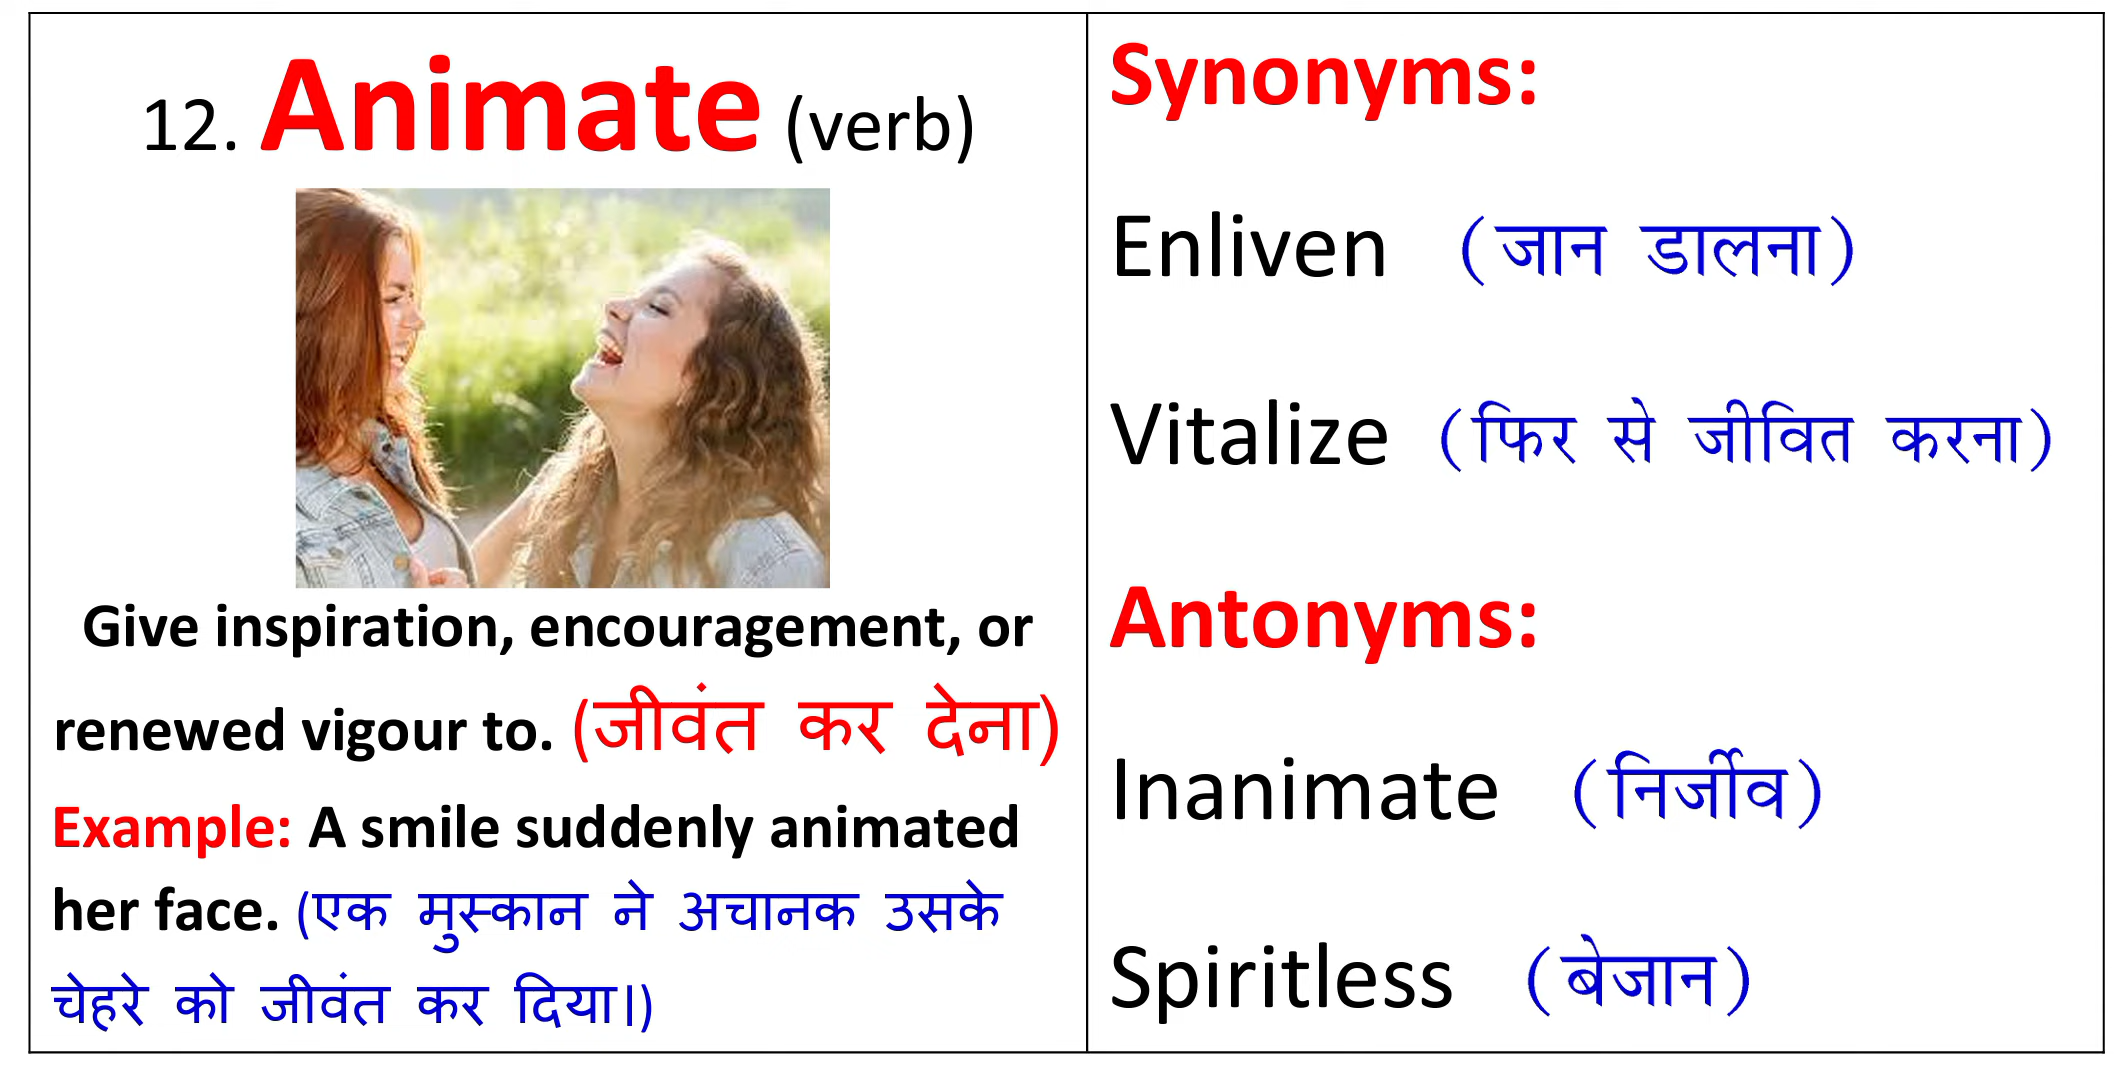 12. Animate (verb)
Give inspiration, encouragement, or
renewed vigour to. (जीवंत कर देना)
Example: A smile suddenly animated
her face. (एक मुस्कान ने अचानक उसके
चेहरे को जीवंत कर दिया।)
Synonyms:
Enliven (जान डालना)
Vitalize (फिर से जीवित करना)
Antonyms:
Inanimate (निर्जीव)
Spiritless (बेजान)